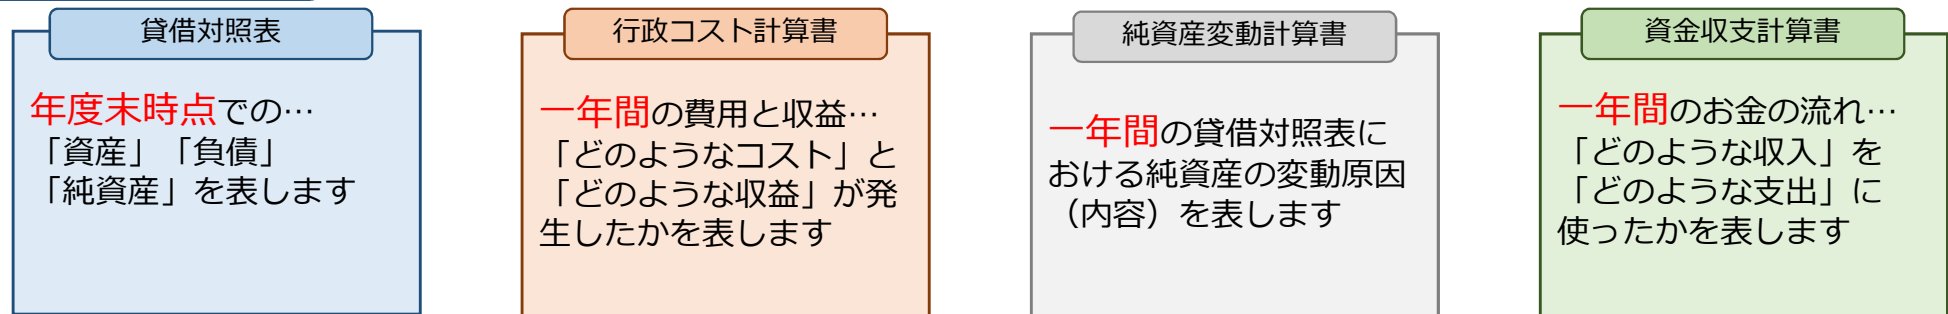 貸借対照表
年度末時点での…
「資産」「負債」
「純資産」を表します
行政コスト計算書
一年間の費用と収益…
「どのようなコスト」と
「どのような収益」が発
生したかを表します
純資産変動計算書
一年間の貸借対照表に
おける純資産の変動原因
（内容）を表します
資金収支計算書
一年間のお金の流れ…
「どのような収入」を
「どのような支出」に
使ったかを表します